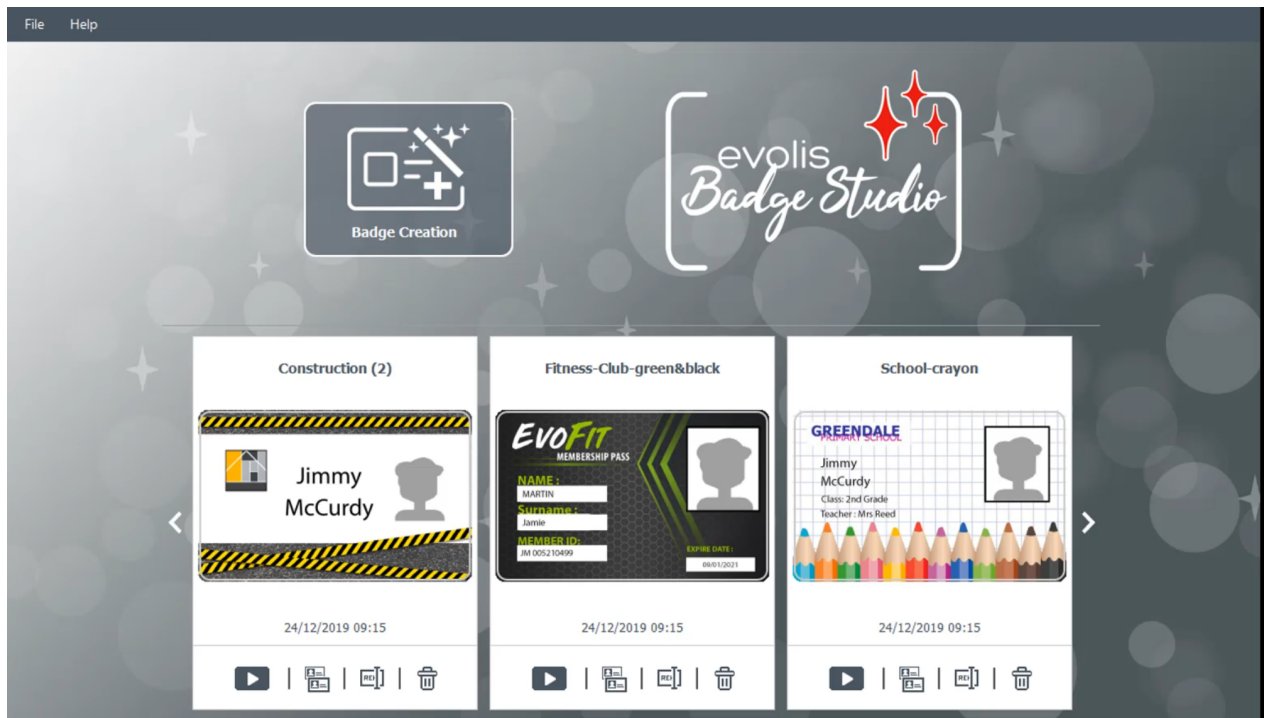 File Help
evolis
Badge Studio
Badge Creation
Construction (2)
Jimmy
McCurdy
24/12/2019 09:15
Fitness-Club-green&black
EVOFIT
MEMBERSHIP PASS
NAME :
MARTIN
Surname :
Jamie
MEMBER ID:
JM 005210499
EXPIRE DATE :
09/01/2021
24/12/2019 09:15
School-crayon
GREENDALE
PRIMARY SCHOOL
Jimmy
McCurdy
Class: 2nd Grade
Teacher : Mrs Reed
24/12/2019 09:15